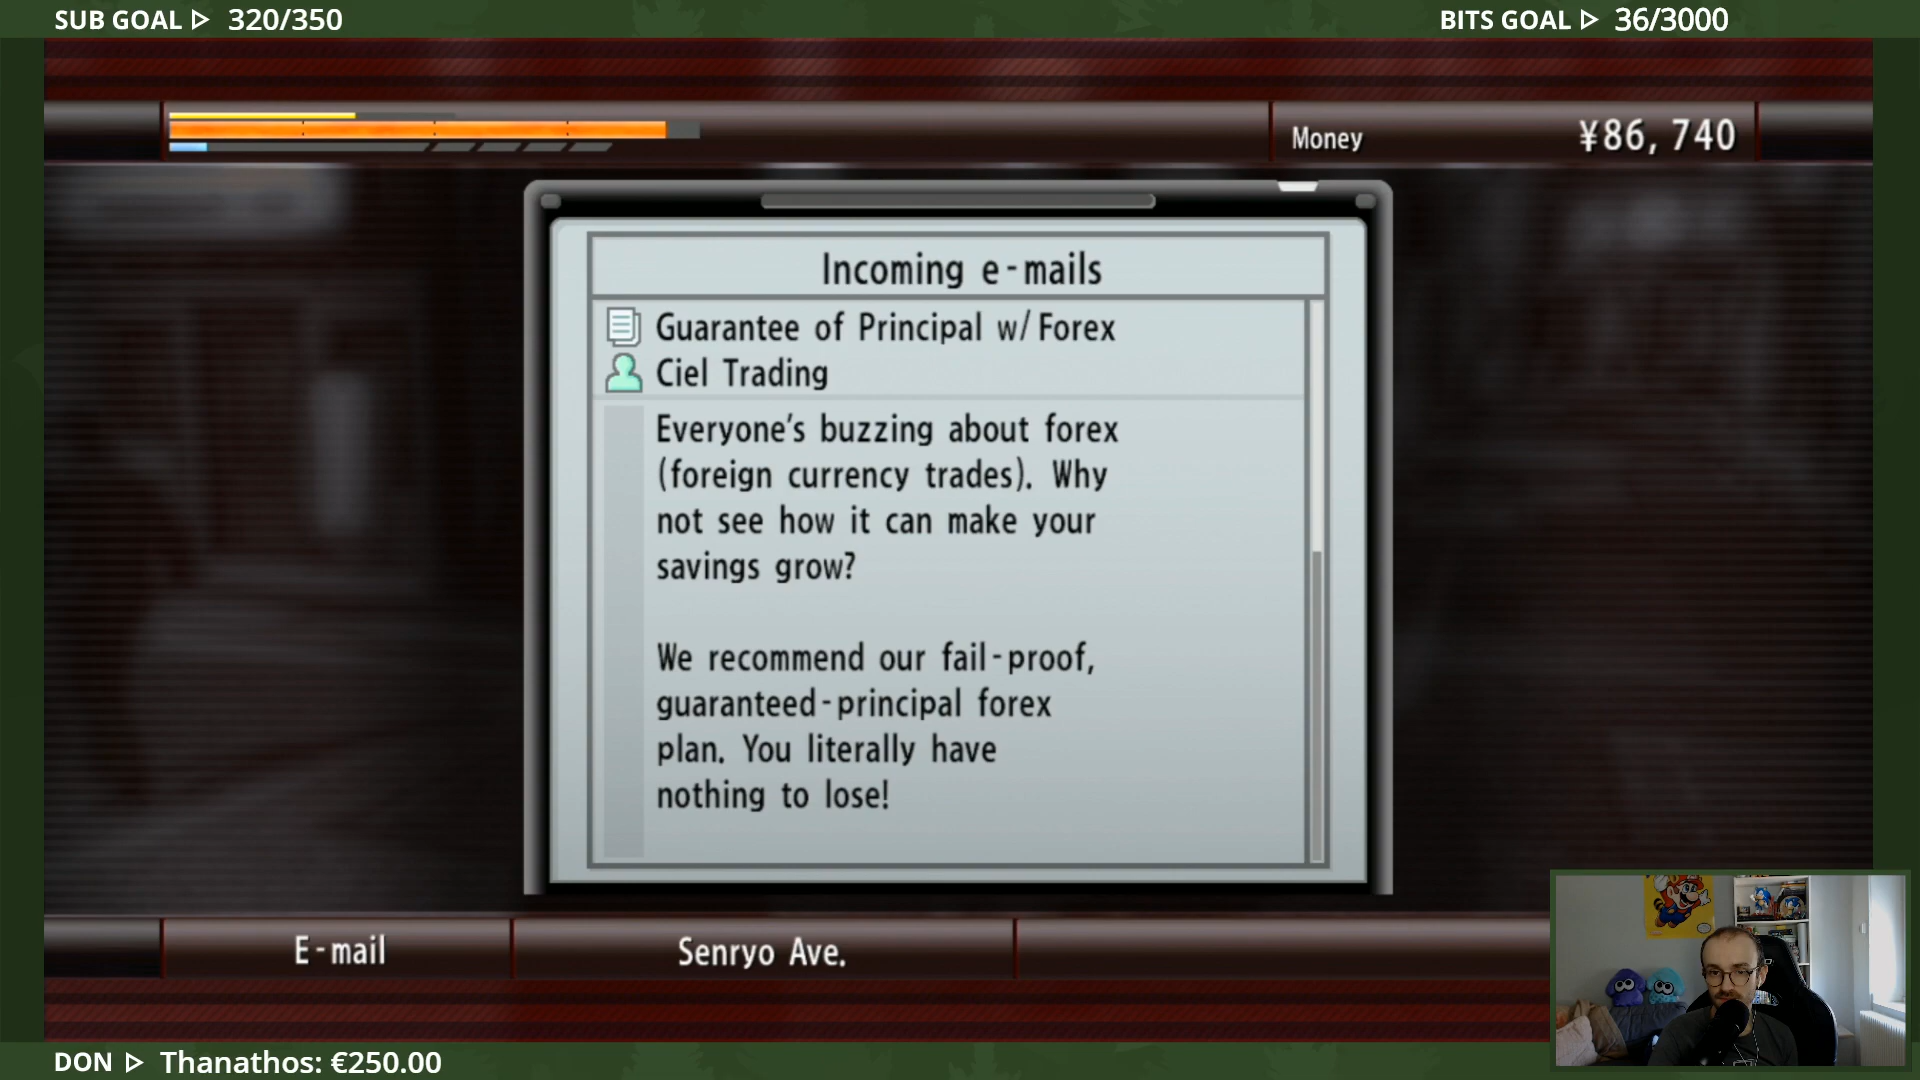 SUB GOAL ▷ 320/350
BITS GOAL ▷ 36/3000
Money ¥86,740
Incoming e-mails
Guarantee of Principal w/Forex
Ciel Trading
Everyone's buzzing about forex
(foreign currency trades). Why
not see how it can make your
savings grow?
We recommend our fail-proof,
guaranteed-principal forex
plan. You literally have
nothing to lose!
E-mail
Senryo Ave.
DON ▷ Thanathos: €250.00